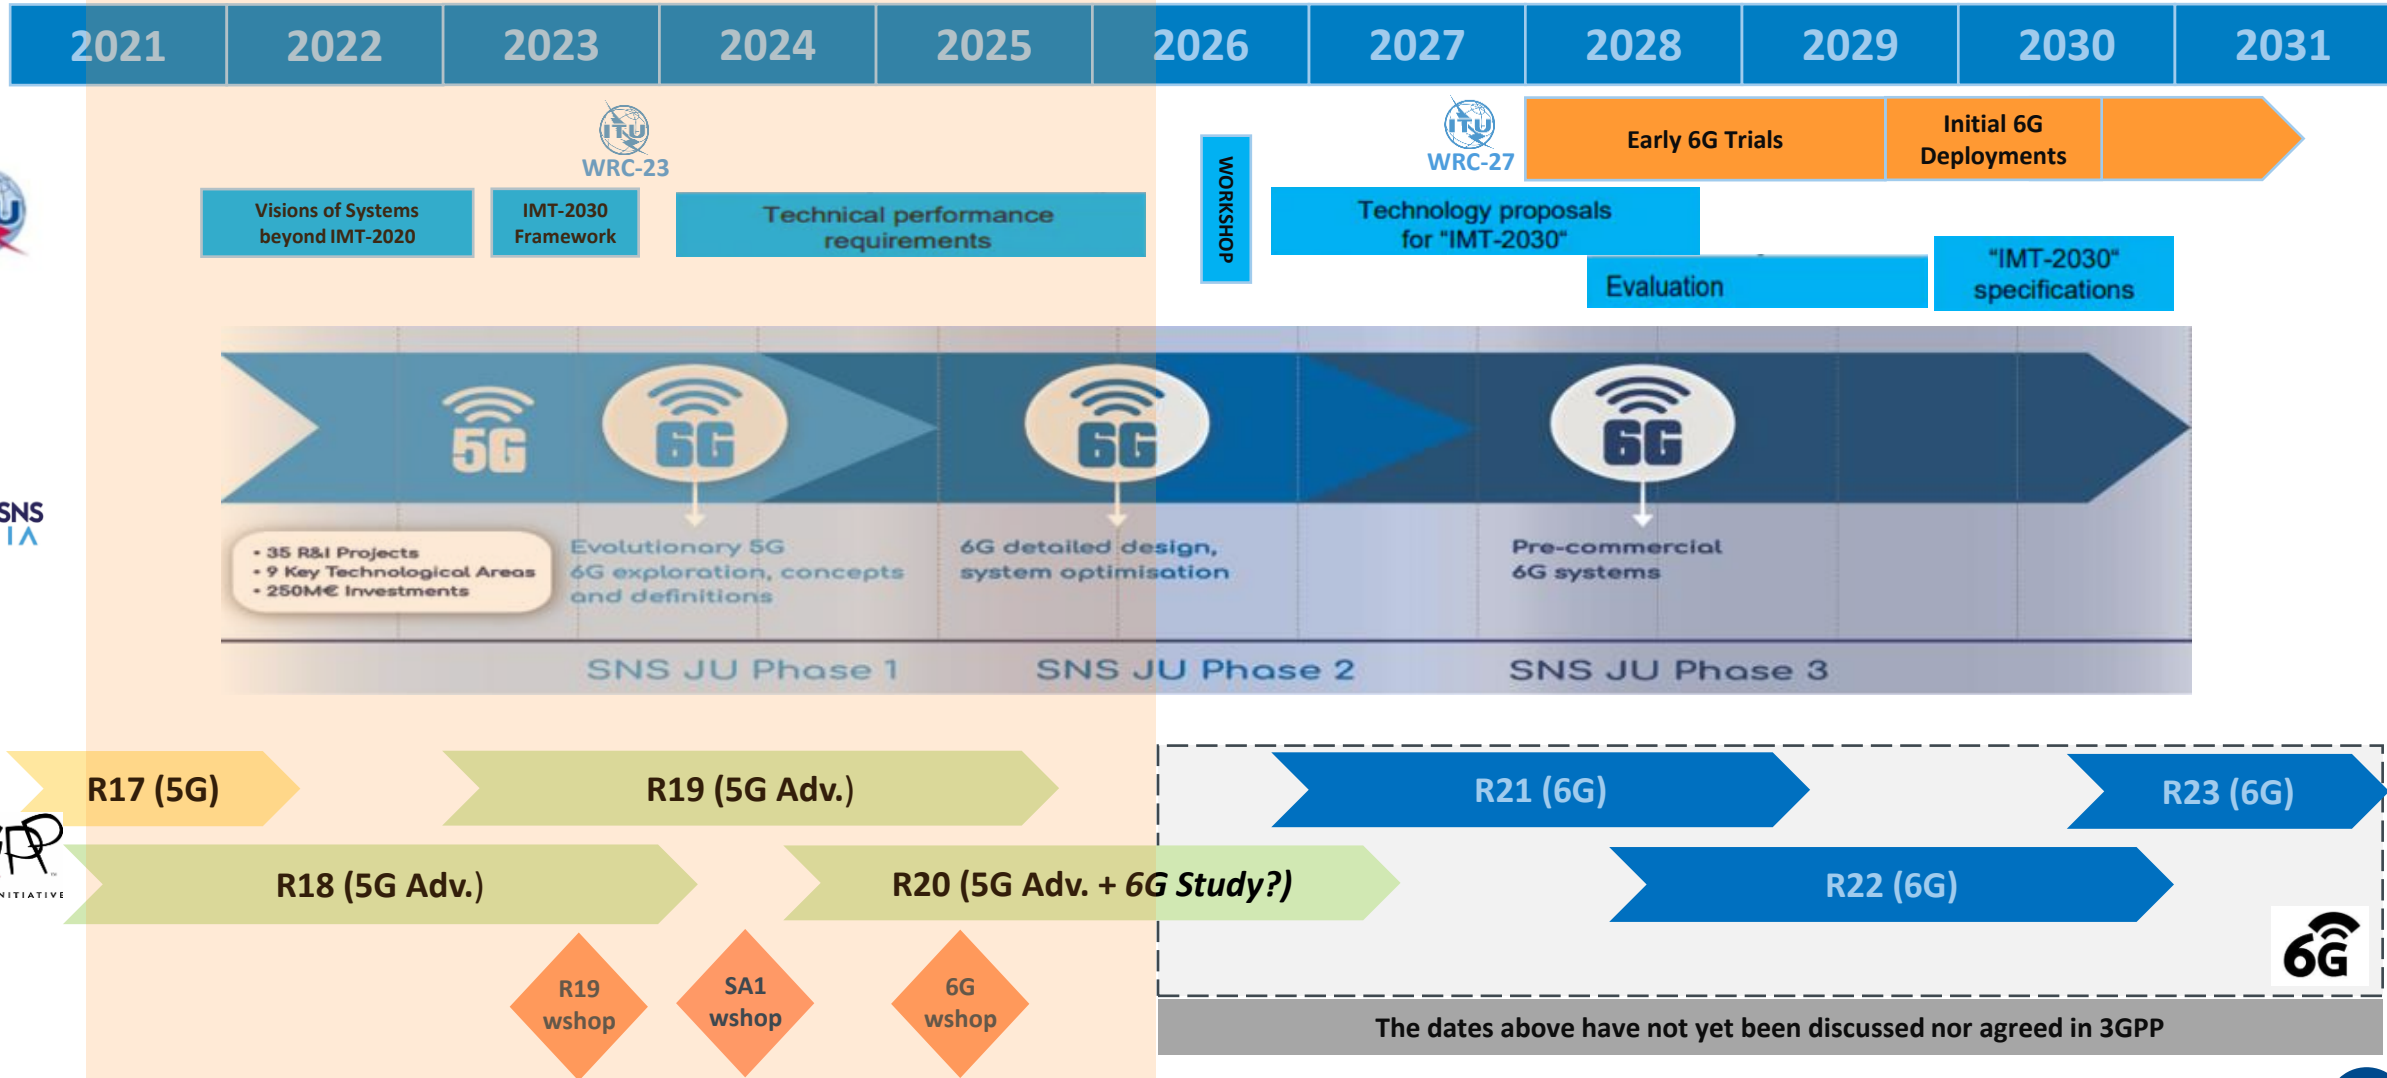 2021 2022 2023 2024 2025 2026 2027 2028 2029 2030 2031
ITU
WRC-23
ITU
WRC-27
Early 6G Trials
Initial 6G
Deployments
Visions of Systems
beyond IMT-2020
IMT-2030
Framework
Technical performance
requirements
WORKSHOP
Technology proposals
for "IMT-2030"
Evaluation
"IMT-2030"
specifications
5G
6G
6G
6G
SNS
IA
• 35 R&I Projects
• 9 Key Technological Areas
• 250M€ Investments
Evolutionary 5G
6G exploration, concepts
and definitions
6G detailed design,
system optimisation
Pre-commercial
6G systems
SNS JU Phase 1
SNS JU Phase 2
SNS JU Phase 3
R17 (5G)
R19 (5G Adv.)
R21 (6G)
R23 (6G)
R18 (5G Adv.)
R20 (5G Adv. + 6G Study?)
R22 (6G)
R19
wshop
SA1
wshop
6G
wshop
6G
The dates above have not yet been discussed nor agreed in 3GPP